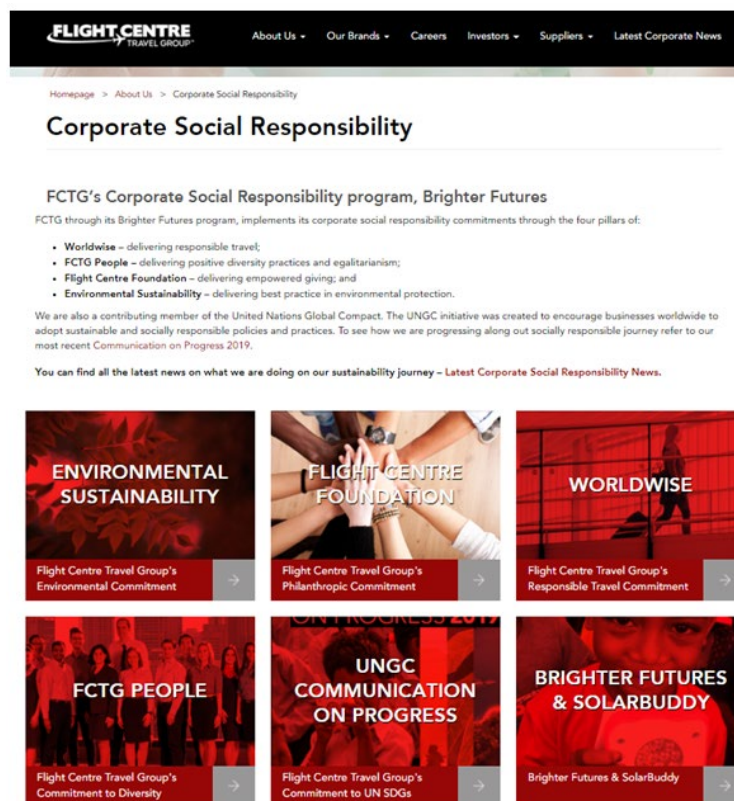 FLIGHT CENTRE
TRAVEL GROUP
About Us
Our Brands
Careers
Investors
Suppliers
Latest Corporate News
Homepage > About Us > Corporate Social Responsibility
Corporate Social Responsibility
FCTG's Corporate Social Responsibility program, Brighter Futures
FCTG through its Brighter Futures program, implements its corporate social responsibility commitments through the four pillars of:
• Worldwise – delivering responsible travel;
• FCTG People – delivering positive diversity practices and egalitarianism;
• Flight Centre Foundation – delivering empowered giving; and
• Environmental Sustainability – delivering best practice in environmental protection.
We are also a contributing member of the United Nations Global Compact. The UNGC initiative was created to encourage businesses worldwide to
adopt sustainable and socially responsible policies and practices. To see how we are progressing along out socially responsible journey refer to our
most recent Communication on Progress 2019.
You can find all the latest news on what we are doing on our sustainability journey – Latest Corporate Social Responsibility News.
ENVIRONMENTAL
SUSTAINABILITY
Flight Centre Travel Group's
Environmental Commitment
FLIGHT CENTRE
FOUNDATION
Flight Centre Travel Group's
Philanthropic Commitment
WORLDWISE
Flight Centre Travel Group's
Responsible Travel Commitment
FCTG PEOPLE
Flight Centre Travel Group's
Commitment to Diversity
ON PROGRESS 2019
UNGC
COMMUNICATION
ON PROGRESS
Flight Centre Travel Group's
Commitment to UN SDGs
BRIGHTER FUTURES
& SOLARBUDDY
Brighter Futures & SolarBuddy